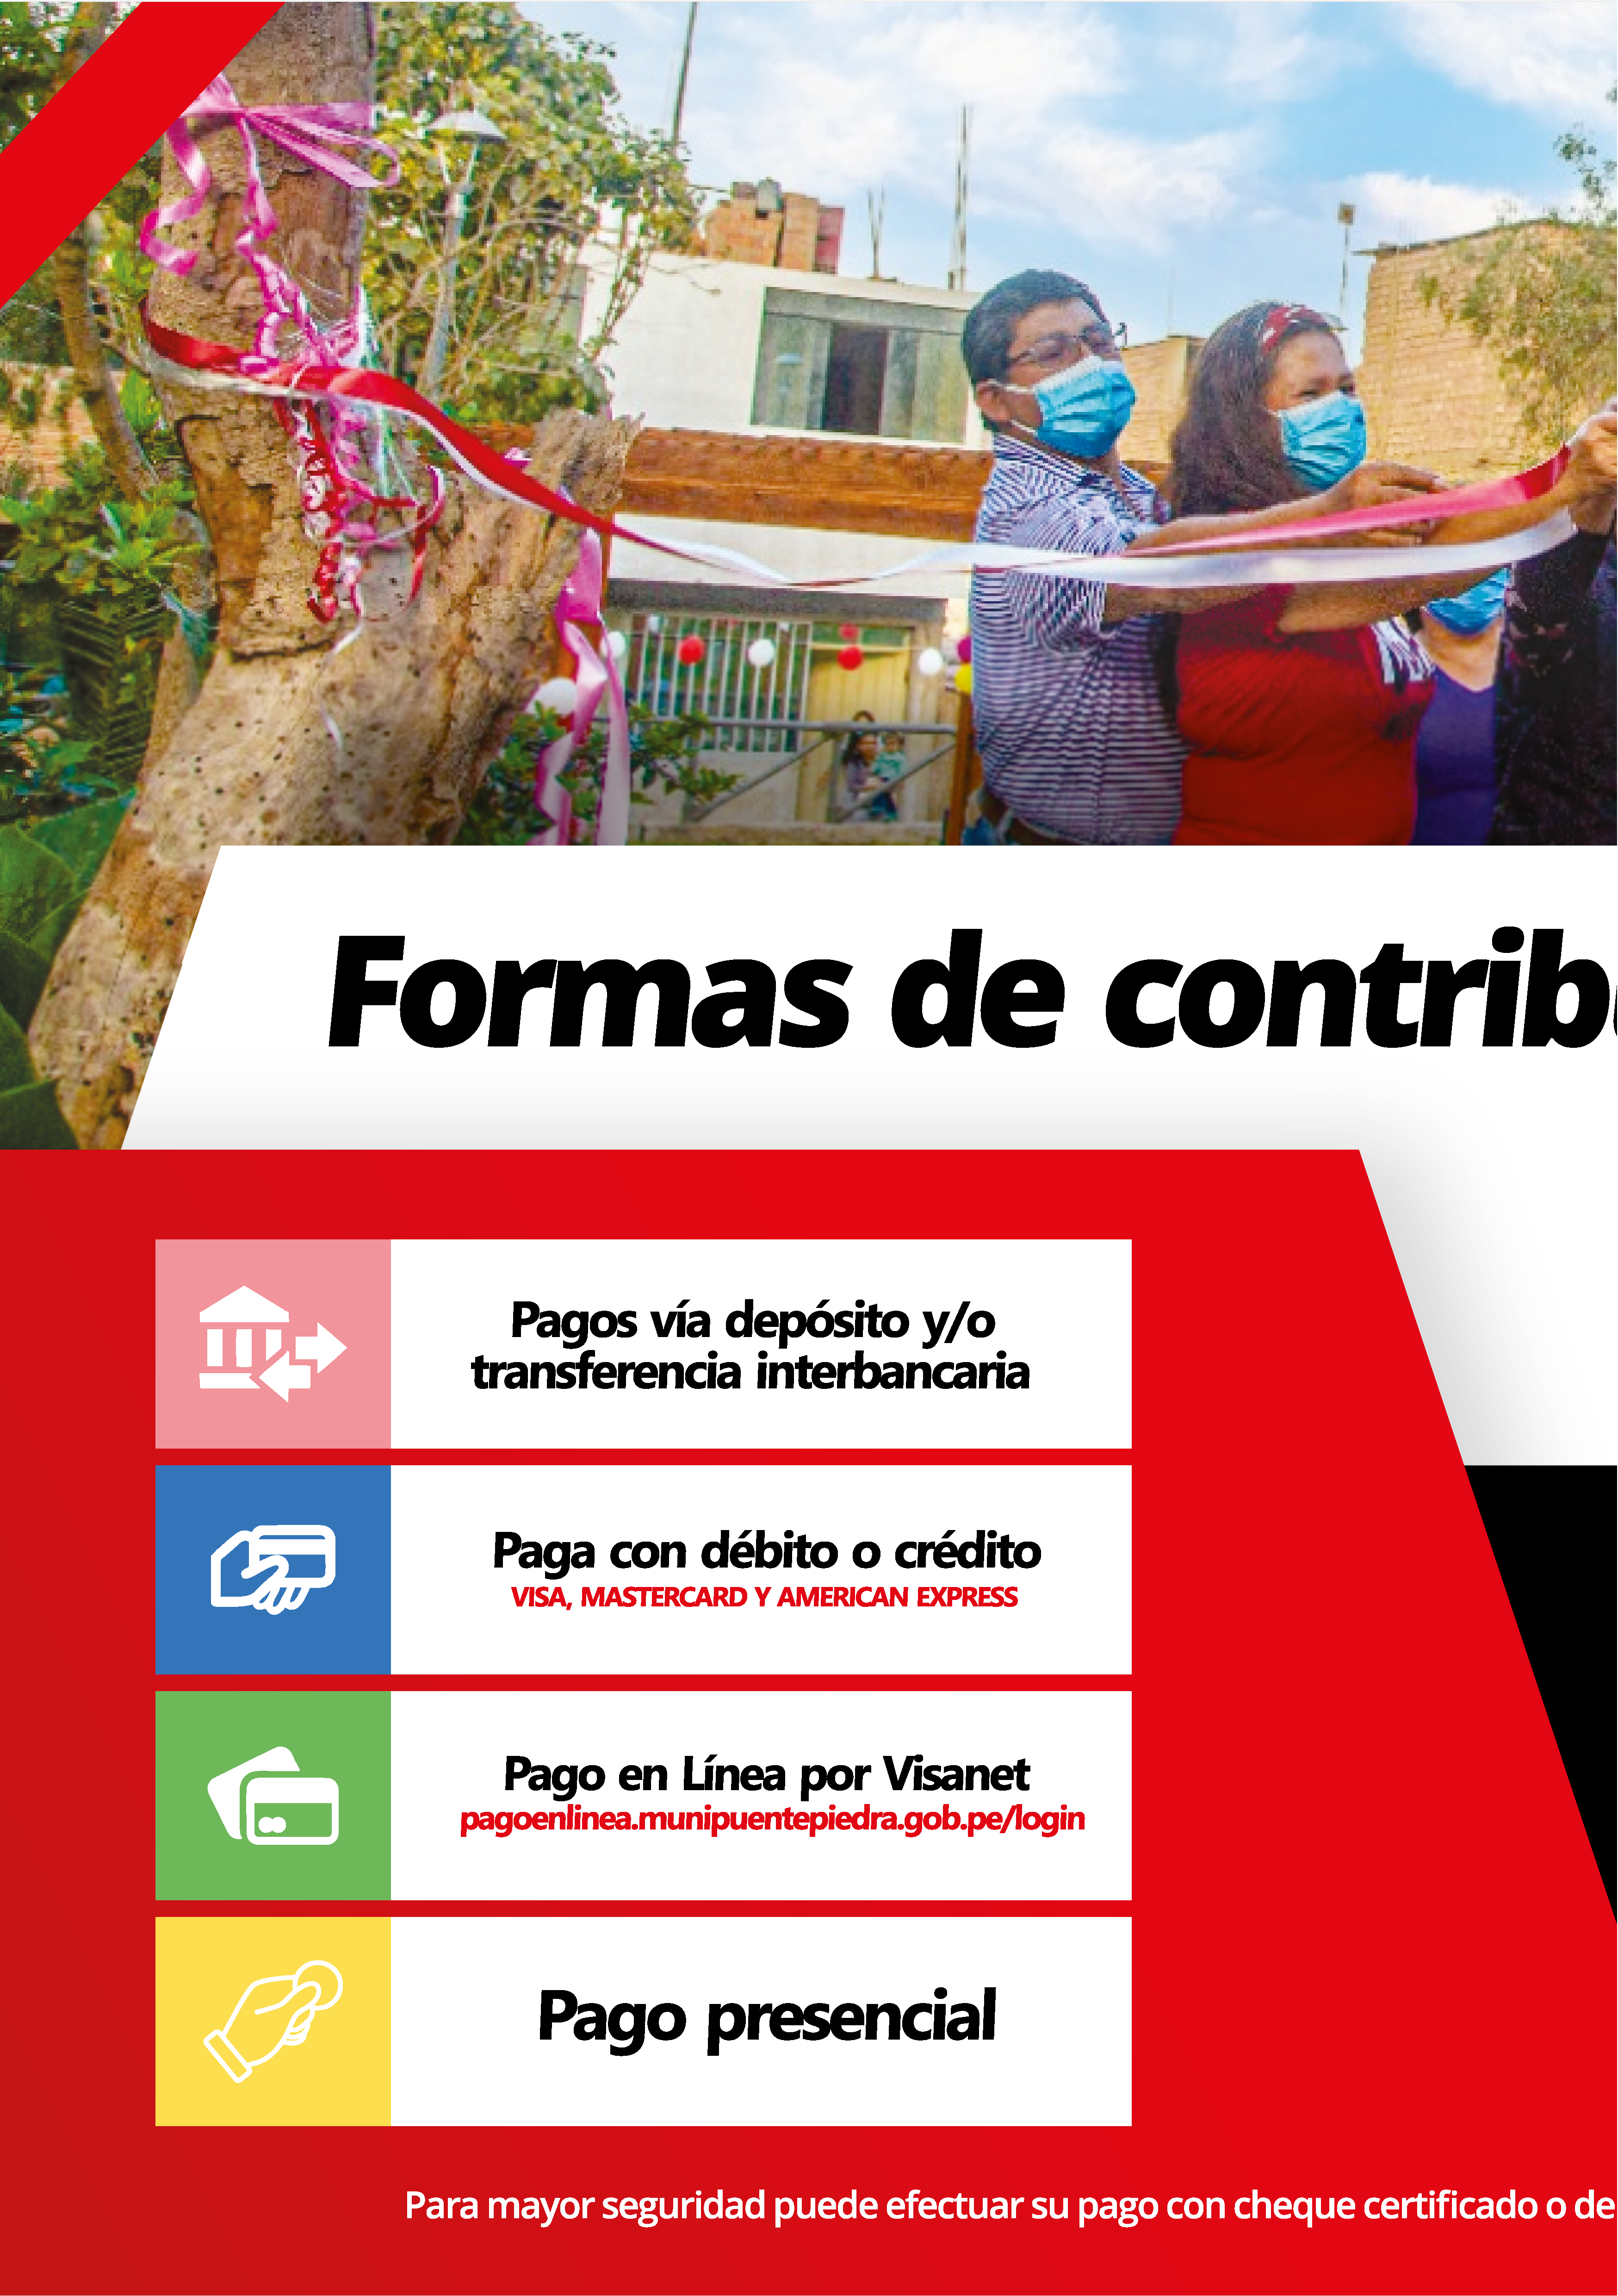 Formas de contrib
Pagos vía depósito y/o
transferencia interbancaria
Paga con débito o crédito
VISA, MASTERCARD Y AMERICAN EXPRESS
Pago en Línea por Visanet
pagoenlinea.munipuentepiedra.gob.pe/login
Pago presencial
Para mayor seguridad puede efectuar su pago con cheque certificado o de